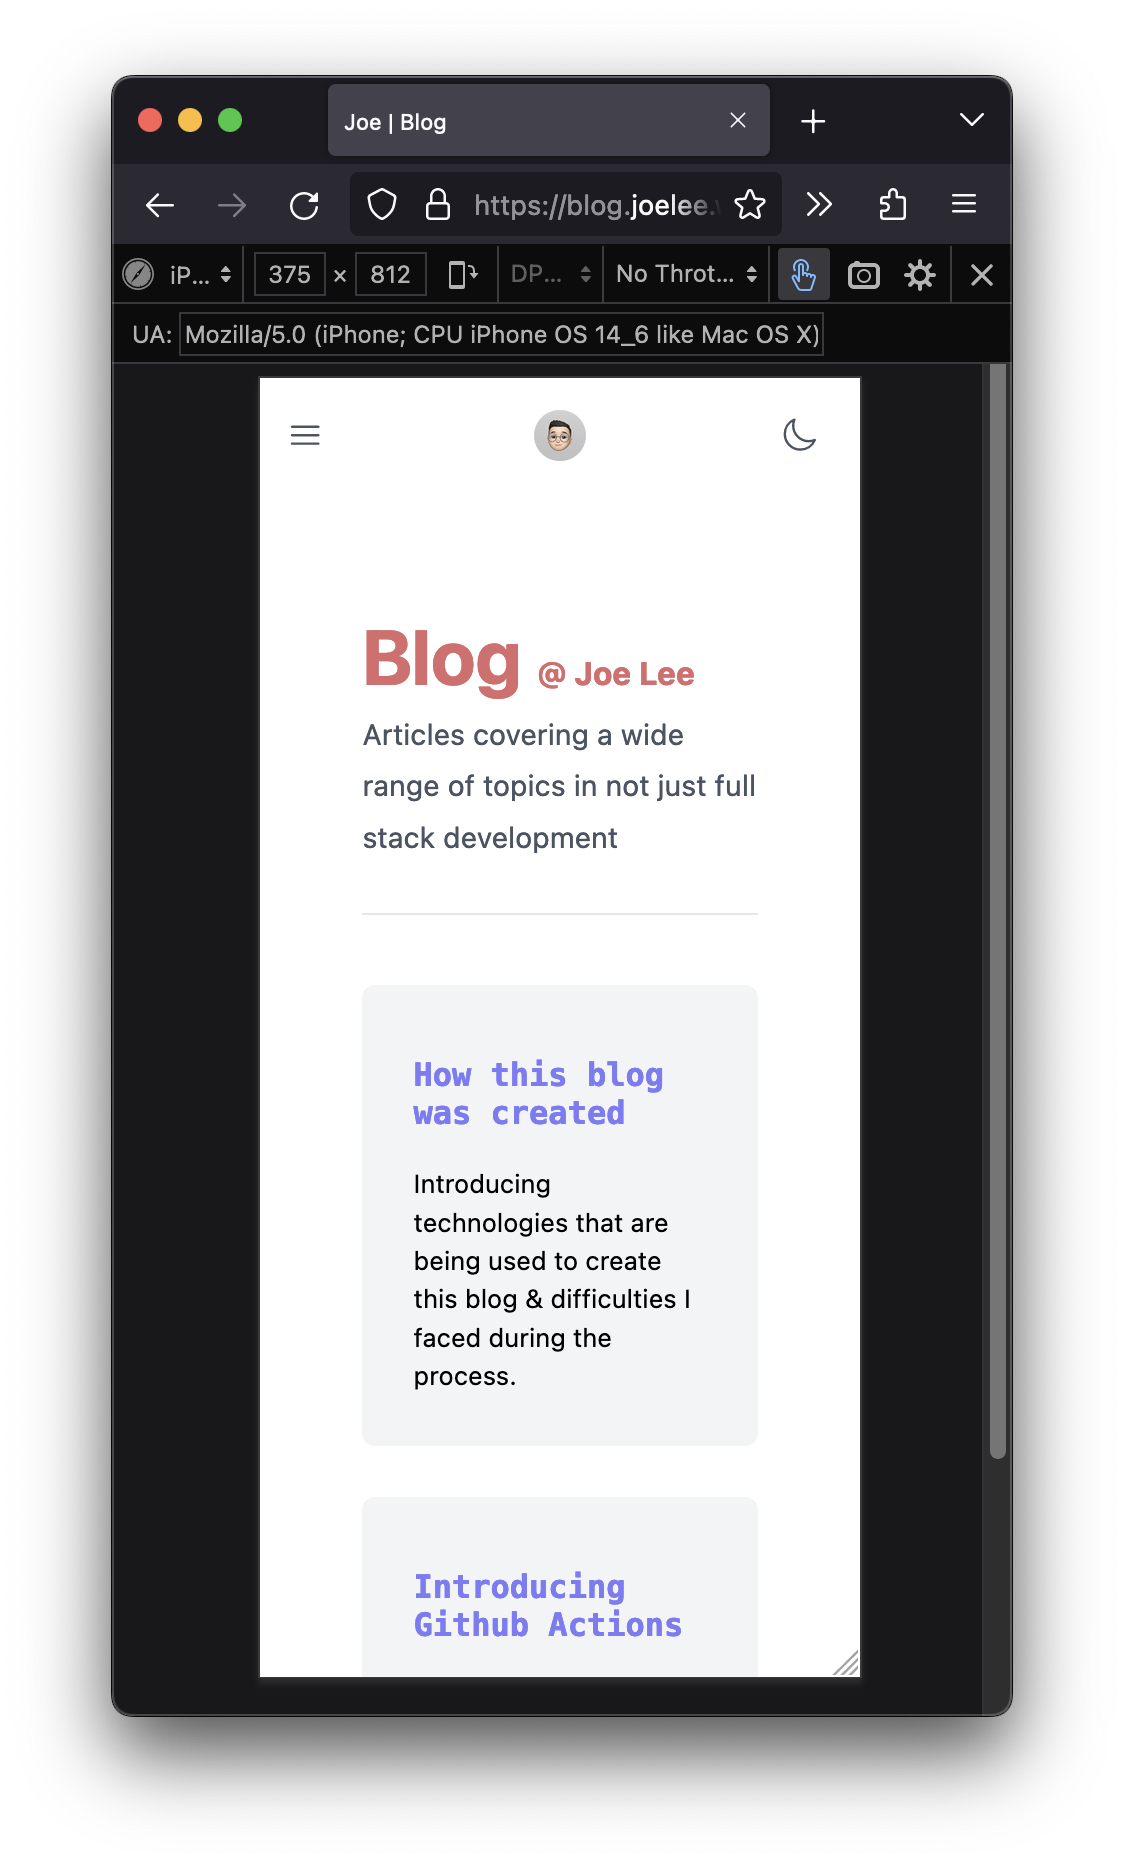 Joe | Blog
https://blog.joelee.
iP... 375 × 812 DP... No Throt...
UA: Mozilla/5.0 (iPhone; CPU iPhone OS 14_6 like Mac OS X)
Blog @ Joe Lee
Articles covering a wide
range of topics in not just full
stack development
How this blog
was created
Introducing
technologies that are
being used to create
this blog & difficulties I
faced during the
process.
Introducing
Github Actions